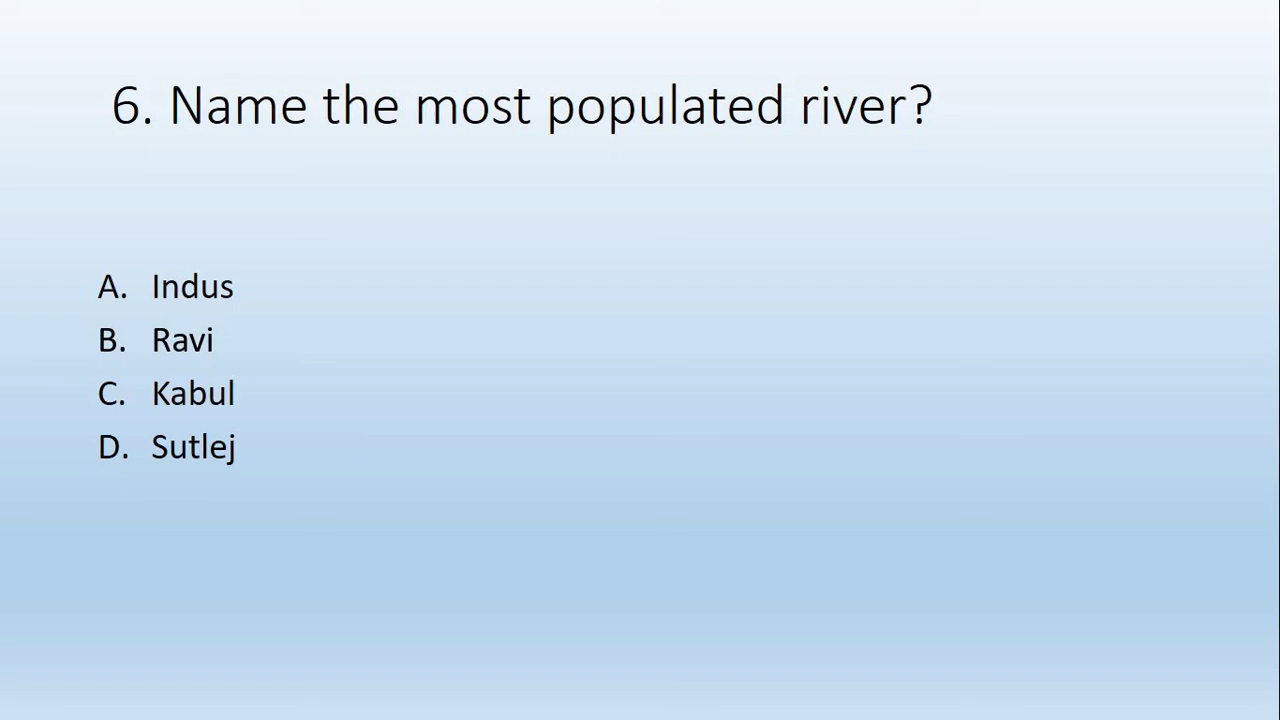 6. Name the most populated river?
A. Indus
B. Ravi
C. Kabul
D. Sutlej